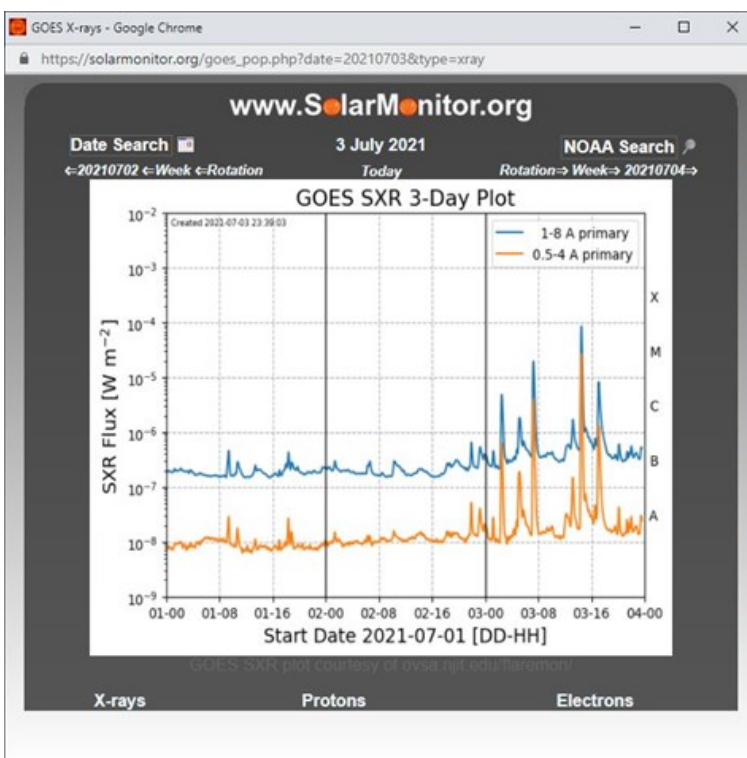 GOES X-rays - Google Chrome
https://solarmonitor.org/goes_pop.php?date=20210703&type=xray
www.SolarMonitor.org
Date Search 3 July 2021 NOAA Search
⇐20210702 ⇐Week ⇐Rotation Today Rotation⇒ Week⇒ 20210704⇒
GOES SXR 3-Day Plot
Created 2021-07-03 23:39:03
1-8 A primary
0.5-4 A primary
10⁻²
10⁻³
10⁻⁴
10⁻⁵
10⁻⁶
10⁻⁷
10⁻⁸
10⁻⁹
SXR Flux [W m⁻²]
X
M
C
B
A
01-00 01-08 01-16 02-00 02-08 02-16 03-00 03-08 03-16 04-00
Start Date 2021-07-01 [DD-HH]
GOES SXR plot courtesy of ovsa.njit.edu/flaremon/
X-rays Protons Electrons